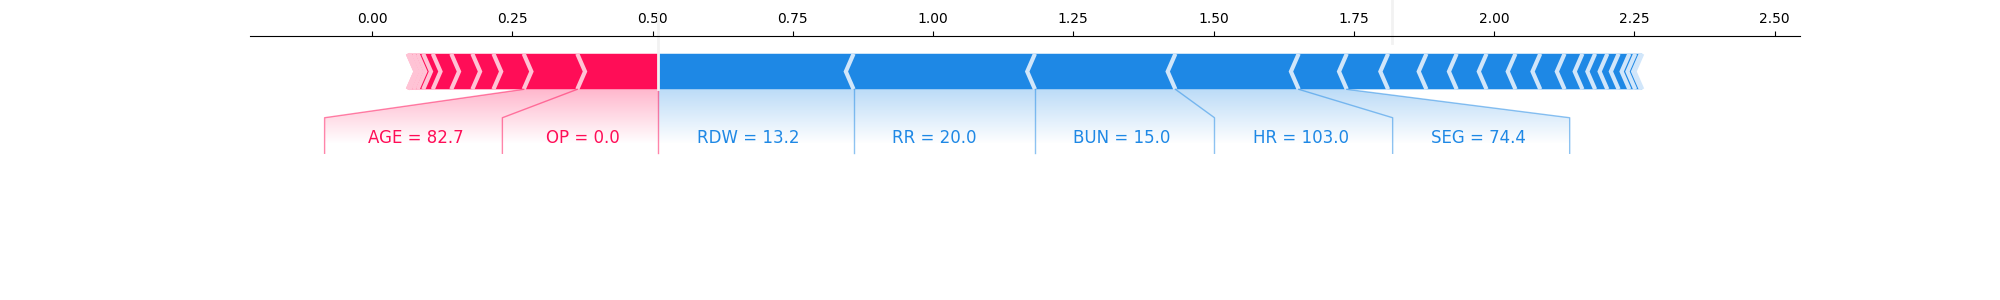 0.00 0.25 0.50 0.75 1.00 1.25 1.50 1.75 2.00 2.25 2.50
AGE = 82.7 OP = 0.0 RDW = 13.2 RR = 20.0 BUN = 15.0 HR = 103.0 SEG = 74.4